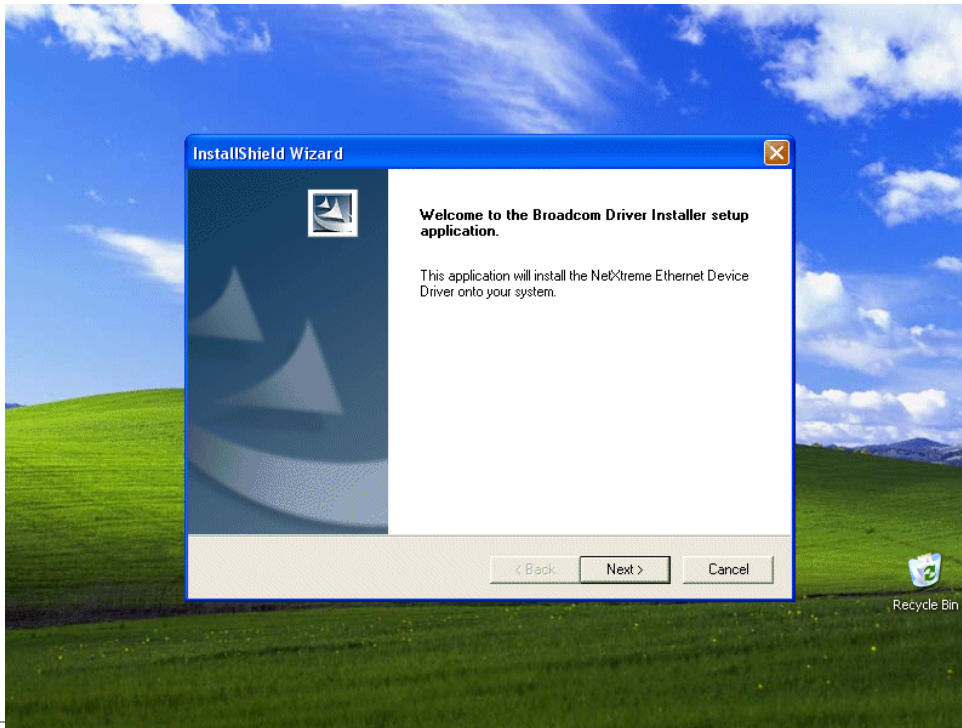 InstallShield Wizard
Welcome to the Broadcom Driver Installer setup
application.
This application will install the NetXtreme Ethernet Device
Driver onto your system.
< Back
Next >
Cancel
Recycle Bin